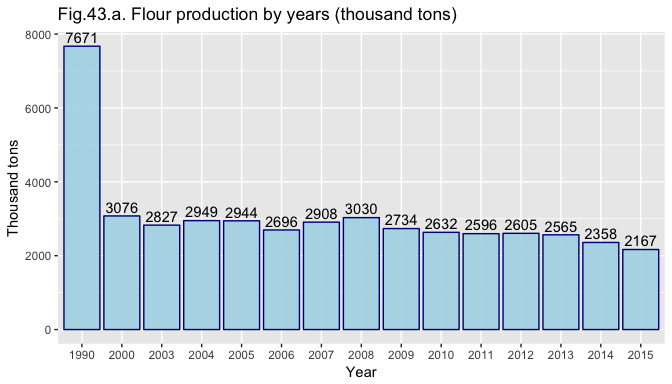 Fig.43.a. Flour production by years (thousand tons)
8000
6000
4000
2000
0
Thousand tons
7671 3076 2827 2949 2944 2696 2908 3030 2734 2632 2596 2605 2565 2358 2167
1990 2000 2003 2004 2005 2006 2007 2008 2009 2010 2011 2012 2013 2014 2015
Year